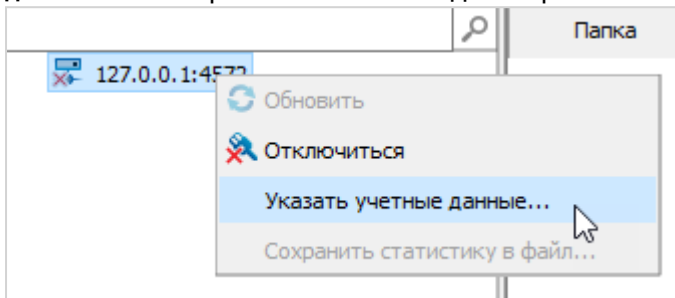 Папка
127.0.0.1:4572
Обновить
Отключиться
Указать учетные данные...
Сохранить статистику в файл...